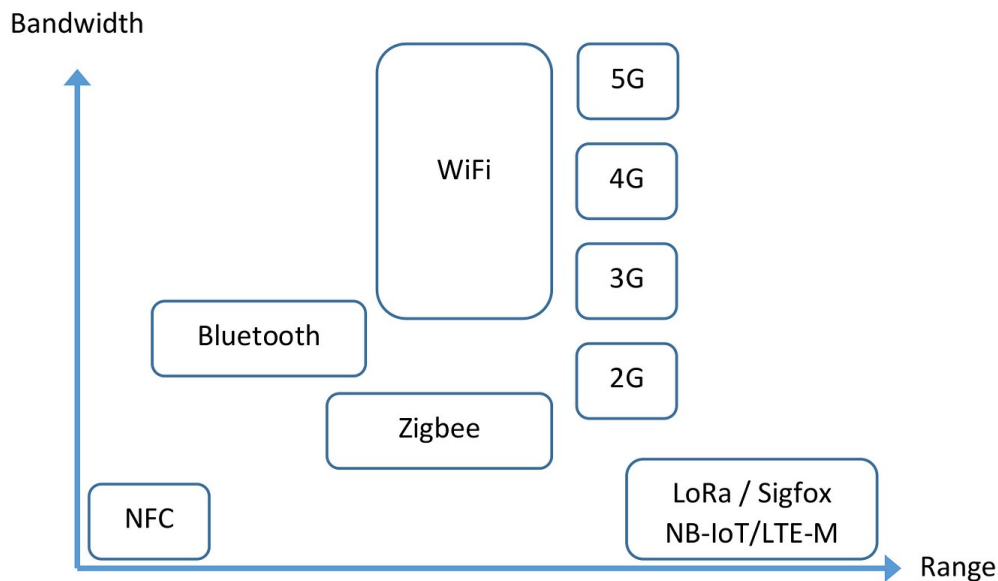 Bandwidth
WiFi
5G
4G
3G
Bluetooth
2G
Zigbee
NFC
LoRa / Sigfox
NB-IoT/LTE-M
Range